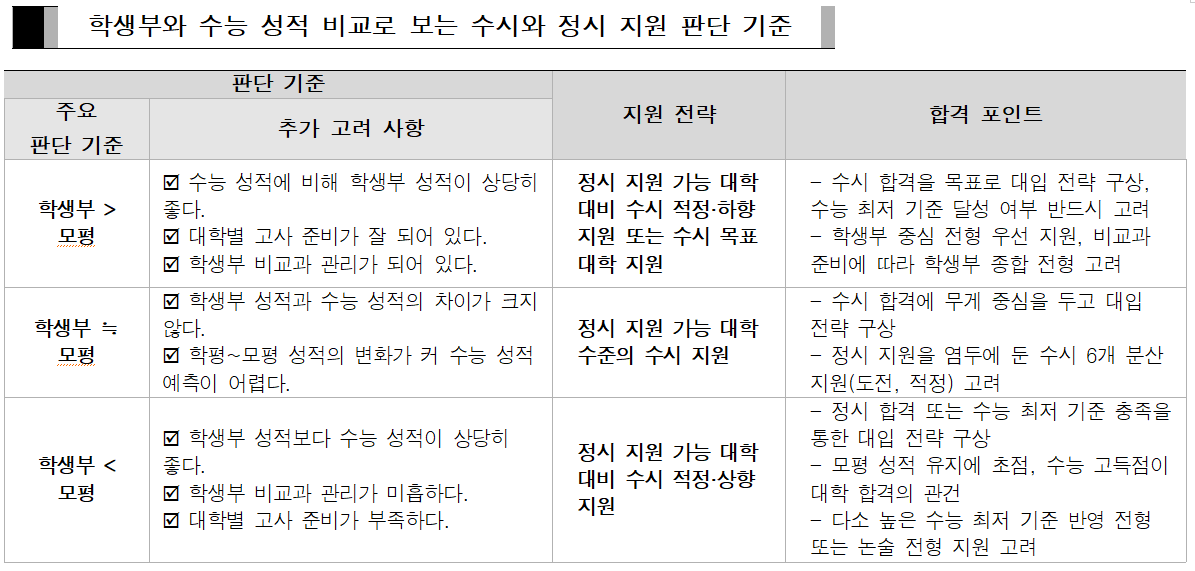 학생부와 수능 성적 비교로 보는 수시와 정시 지원 판단 기준
판단 기준
지원 전략
합격 포인트
주요
판단 기준
추가 고려 사항
학생부 >
모평
☑ 수능 성적에 비해 학생부 성적이 상당히
좋다.
☑ 대학별 고사 준비가 잘 되어 있다.
☑ 학생부 비교과 관리가 되어 있다.
정시 지원 가능 대학
대비 수시 적정·하향
지원 또는 수시 목표
대학 지원
- 수시 합격을 목표로 대입 전략 구상,
수능 최저 기준 달성 여부 반드시 고려
- 학생부 중심 전형 우선 지원, 비교과
준비에 따라 학생부 종합 전형 고려
학생부 ≒
모평
☑ 학생부 성적과 수능 성적의 차이가 크지
않다.
☑ 학평~모평 성적의 변화가 커 수능 성적
예측이 어렵다.
정시 지원 가능 대학
수준의 수시 지원
- 수시 합격에 무게 중심을 두고 대입
전략 구상
- 정시 지원을 염두에 둔 수시 6개 분산
지원(도전, 적정) 고려
학생부 <
모평
☑ 학생부 성적보다 수능 성적이 상당히
좋다.
☑ 학생부 비교과 관리가 미흡하다.
☑ 대학별 고사 준비가 부족하다.
정시 지원 가능 대학
대비 수시 적정·상향
지원
- 정시 합격 또는 수능 최저 기준 충족을
통한 대입 전략 구상
- 모평 성적 유지에 초점, 수능 고득점이
대학 합격의 관건
- 다소 높은 수능 최저 기준 반영 전형
또는 논술 전형 지원 고려